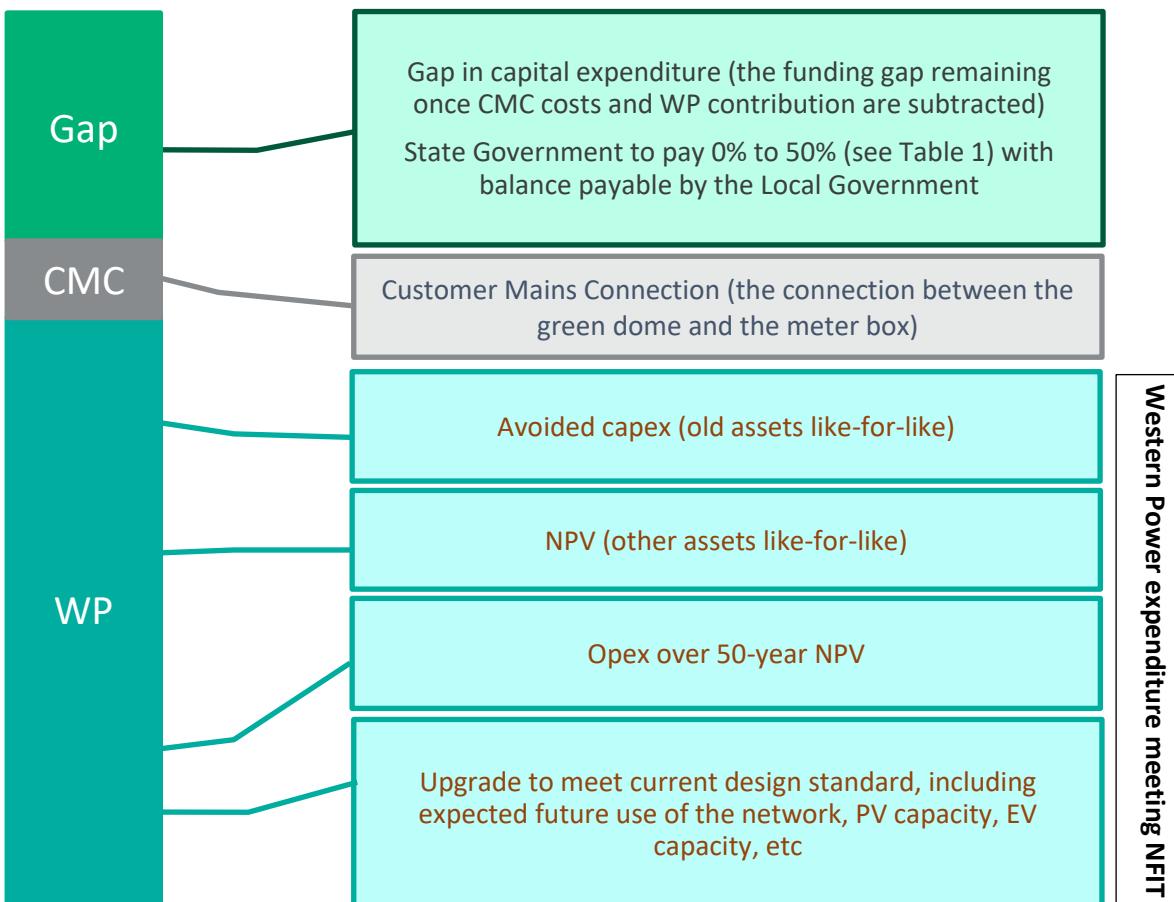 Gap
Gap in capital expenditure (the funding gap remaining
once CMC costs and WP contribution are subtracted)
State Government to pay 0% to 50% (see Table 1) with
balance payable by the Local Government
CMC
Customer Mains Connection (the connection between the
green dome and the meter box)
WP
Avoided capex (old assets like-for-like)
NPV (other assets like-for-like)
Opex over 50-year NPV
Upgrade to meet current design standard, including
expected future use of the network, PV capacity, EV
capacity, etc
Western Power expenditure meeting NFIT